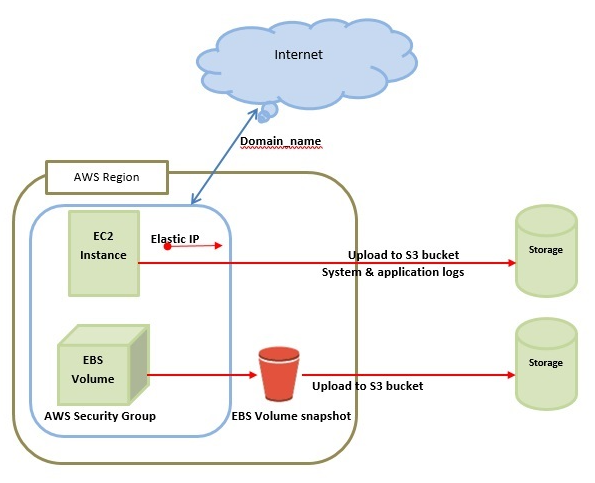 Internet
Domain_name
AWS Region
EC2
Instance
Elastic IP
Upload to S3 bucket
System & application logs
Storage
EBS
Volume
Upload to S3 bucket
Storage
AWS Security Group
EBS Volume snapshot